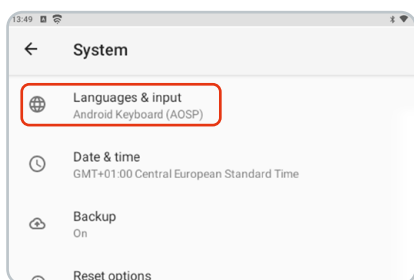 13:49
System
Languages & input
Android Keyboard (AOSP)
Date & time
GMT+01:00 Central European Standard Time
Backup
On
Reset options